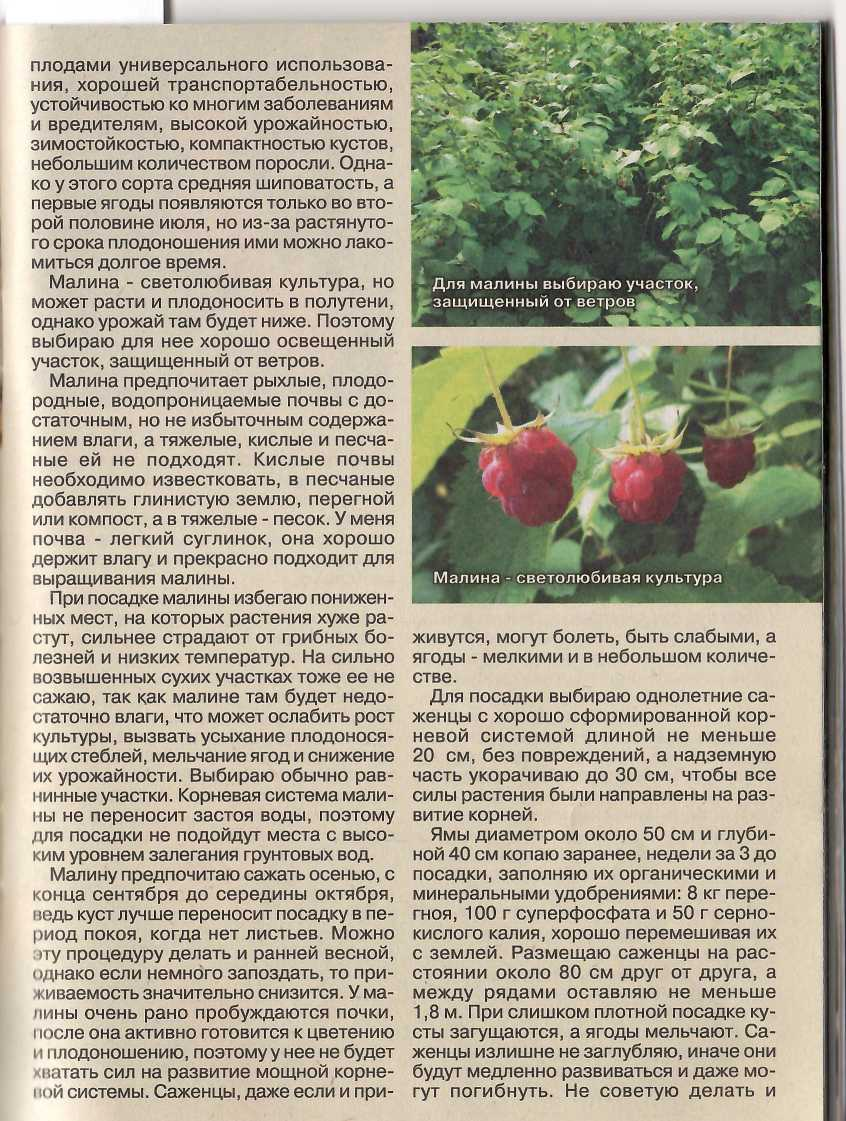 плодами универсального использова-
ния, хорошей транспортабельностью,
устойчивостью ко многим заболеваниям
и вредителям, высокой урожайностью,
зимостойкостью, компактностью кустов,
небольшим количеством поросли. Одна-
ко у этого сорта средняя шиповатость, а
первые ягоды появляются только во вто-
рой половине июля, но из-за растянуто-
го срока плодоношения ими можно лако-
миться долгое время.
Малина - светолюбивая культура, но
может расти и плодоносить в полутени,
однако урожай там будет ниже. Поэтому
выбираю для нее хорошо освещенный
участок, защищенный от ветров.
Малина предпочитает рыхлые, плодо-
родные, водопроницаемые почвы с до-
статочным, но не избыточным содержа-
нием влаги, а тяжелые, кислые и песча-
ные ей не подходят. Кислые почвы
необходимо известковать, в песчаные
добавлять глинистую землю, перегной
или компост, а в тяжелые - песок. У меня
почва - легкий суглинок, она хорошо
держит влагу и прекрасно подходит для
выращивания малины.
При посадке малины избегаю понижен-
ных мест, на которых растения хуже рас-
тут, сильнее страдают от грибных бо-
лезней и низких температур. На сильно
возвышенных сухих участках тоже ее не
сажаю, так как малине там будет недо-
статочно влаги, что может ослабить рост
культуры, вызвать усыхание плодонося-
щих стеблей, мельчание ягод и снижение
их урожайности. Выбираю обычно рав-
нинные участки. Корневая система мали-
ны не переносит застоя воды, поэтому
для посадки не подойдут места с высо-
ким уровнем залегания грунтовых вод.
Малину предпочитаю сажать осенью, с
конца сентября до середины октября,
ведь куст лучше переносит посадку в пе-
риод покоя, когда нет листьев. Можно
эту процедуру делать и ранней весной,
однако если немного запоздать, то при-
живаемость значительно снизится. У ма-
лины очень рано пробуждаются почки,
после она активно готовится к цветению
и плодоношению, поэтому у нее не будет
хватать сил на развитие мощной корне-
вой системы. Саженцы, даже если и при-
Для малины выбираю участок,
защищенный от ветров
Малина - светолюбивая культура
живутся, могут болеть, быть слабыми, а
ягоды - мелкими и в небольшом количе-
стве.
Для посадки выбираю однолетние са-
женцы с хорошо сформированной кор-
невой системой длиной не меньше
20 см, без повреждений, а надземную
часть укорачиваю до 30 см, чтобы все
силы растения были направлены на раз-
витие корней.
Ямы диаметром около 50 см и глуби-
ной 40 см копаю заранее, недели за 3 до
посадки, заполняю их органическими и
минеральными удобрениями: 8 кг пере-
гноя, 100 г суперфосфата и 50 г серно-
кислого калия, хорошо перемешивая их
с землей. Размещаю саженцы на рас-
стоянии около 80 см друг от друга, а
между рядами оставляю не меньше
1,8 м. При слишком плотной посадке ку-
сты загущаются, а ягоды мельчают. Са-
женцы излишне не заглубляю, иначе они
будут медленно развиваться и даже мо-
гут погибнуть. Не советую делать и